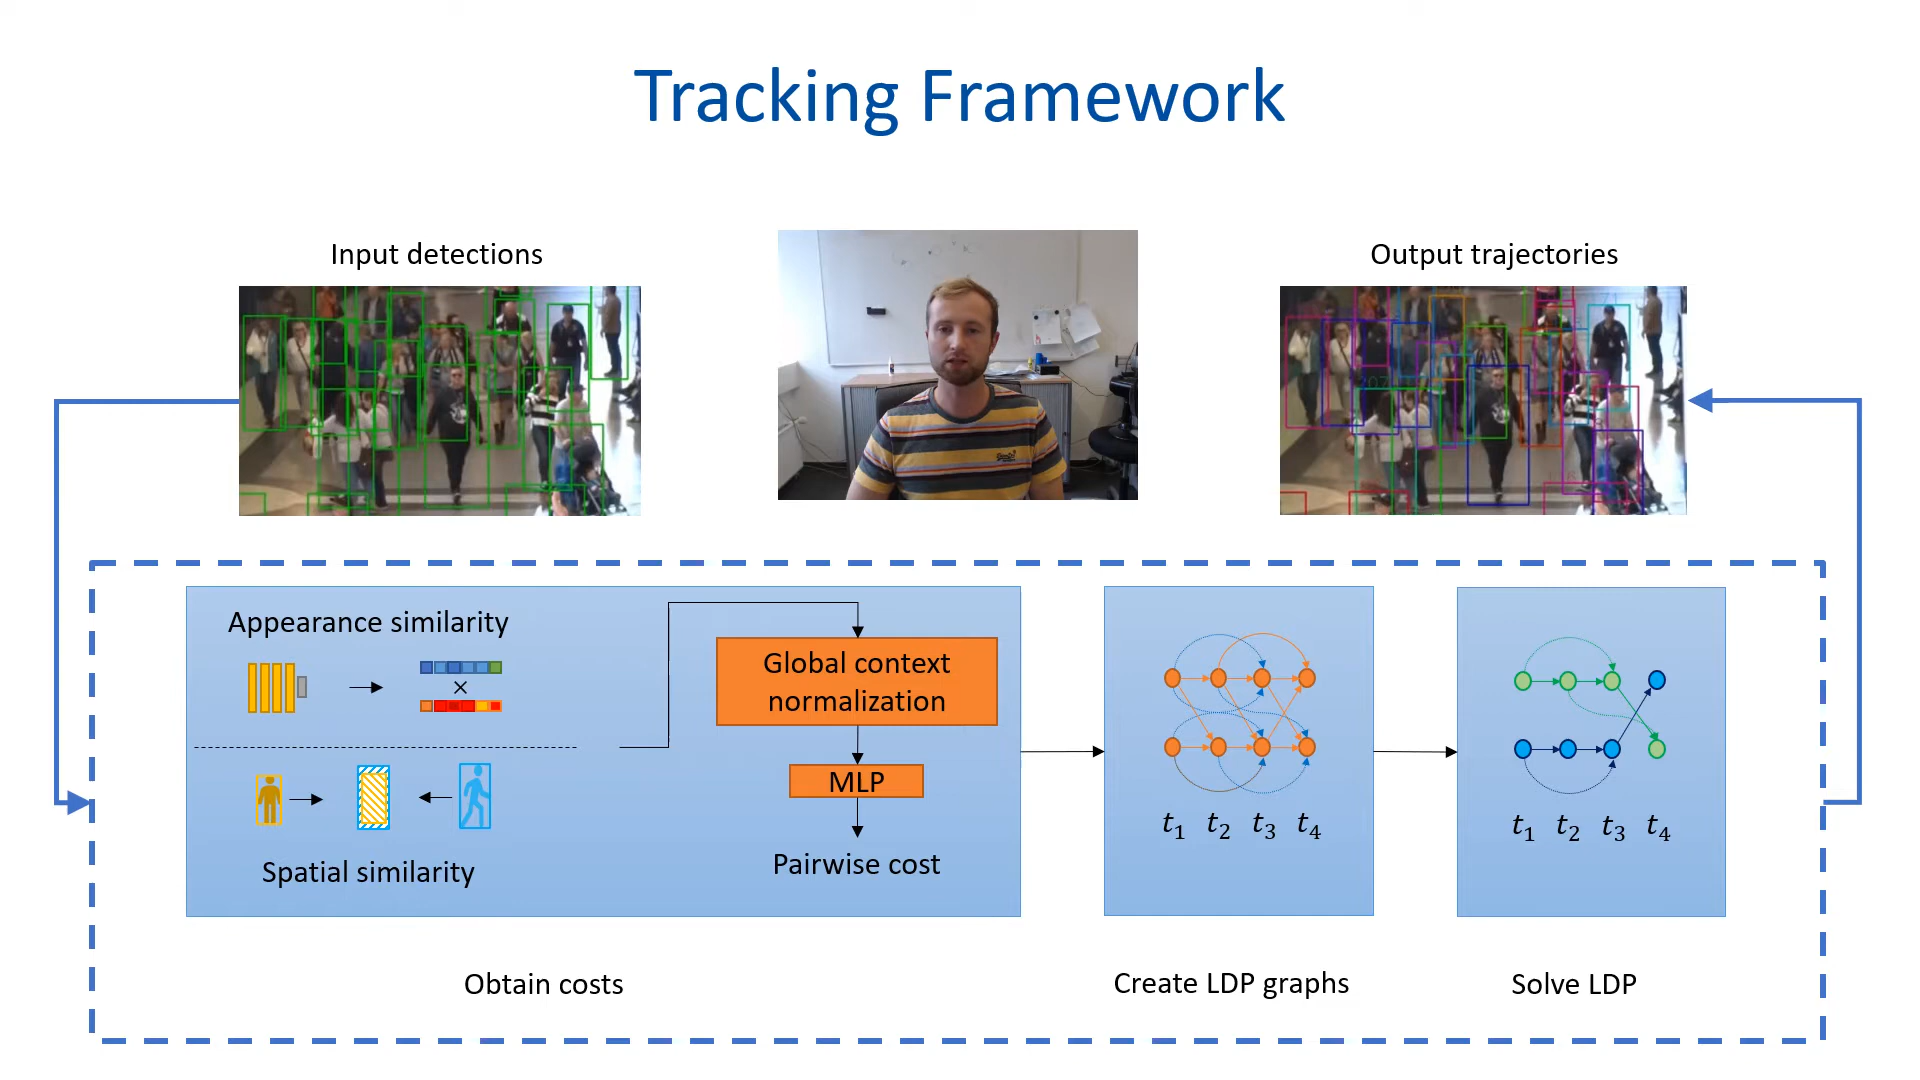 Tracking Framework
Input detections
Output trajectories
Appearance similarity
×
Spatial similarity
Global context
normalization
MLP
Pairwise cost
t₁ t₂ t₃ t₄
t₁ t₂ t₃ t₄
Obtain costs
Create LDP graphs
Solve LDP